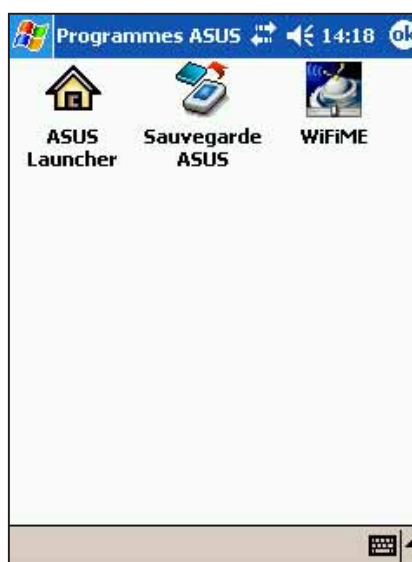 Programmes ASUS 14:18 ok
ASUS Launcher
Sauvegarde ASUS
WiFiME